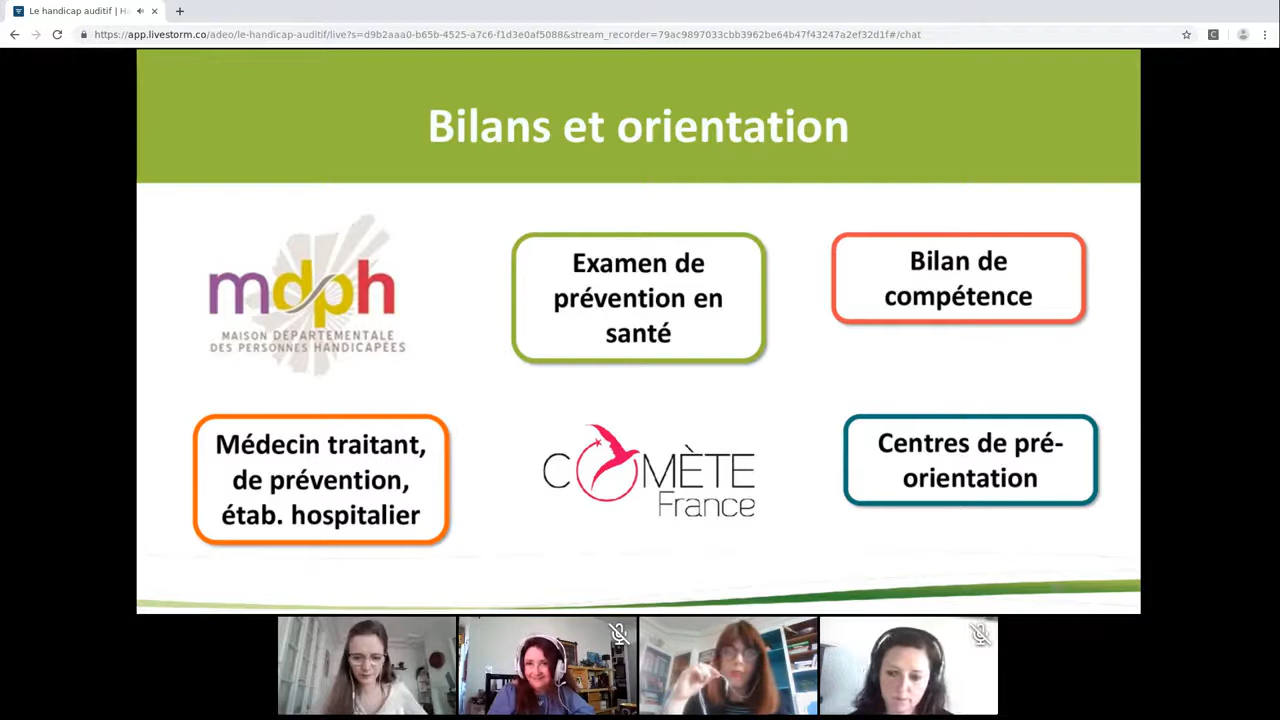 Le handicap auditif | Ha
https://app.livestorm.co/adeo/le-handicap-auditif/live?s=d9b2aaa0-b65b-4525-a7c6-f1d3e0af5088&stream_recorder=79ac9897033cbb3962be64b47f43247a2ef32d1f#/chat
Bilans et orientation
mdph
MAISON DÉPARTEMENTALE
DES PERSONNES HANDICAPÉES
Examen de
prévention en
santé
Bilan de
compétence
Médecin traitant,
de prévention,
étab. hospitalier
COMÈTE
France
Centres de pré-
orientation